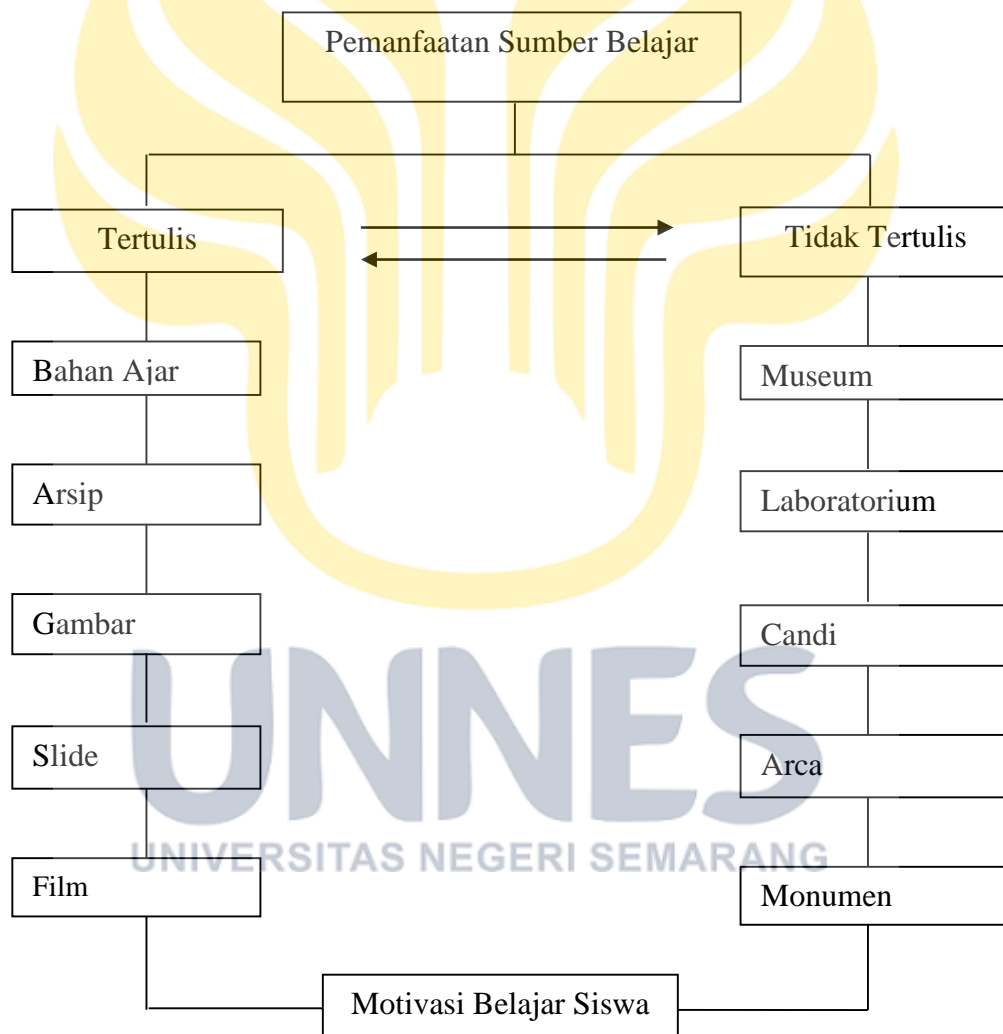 Pemanfaatan Sumber Belajar
Tertulis
Tidak Tertulis
Bahan Ajar
Museum
Arsip
Laboratorium
Gambar
Candi
UNNES
Slide
Arca
UNIVERSITAS NEGERI SEMARANG
Film
Monumen
Motivasi Belajar Siswa